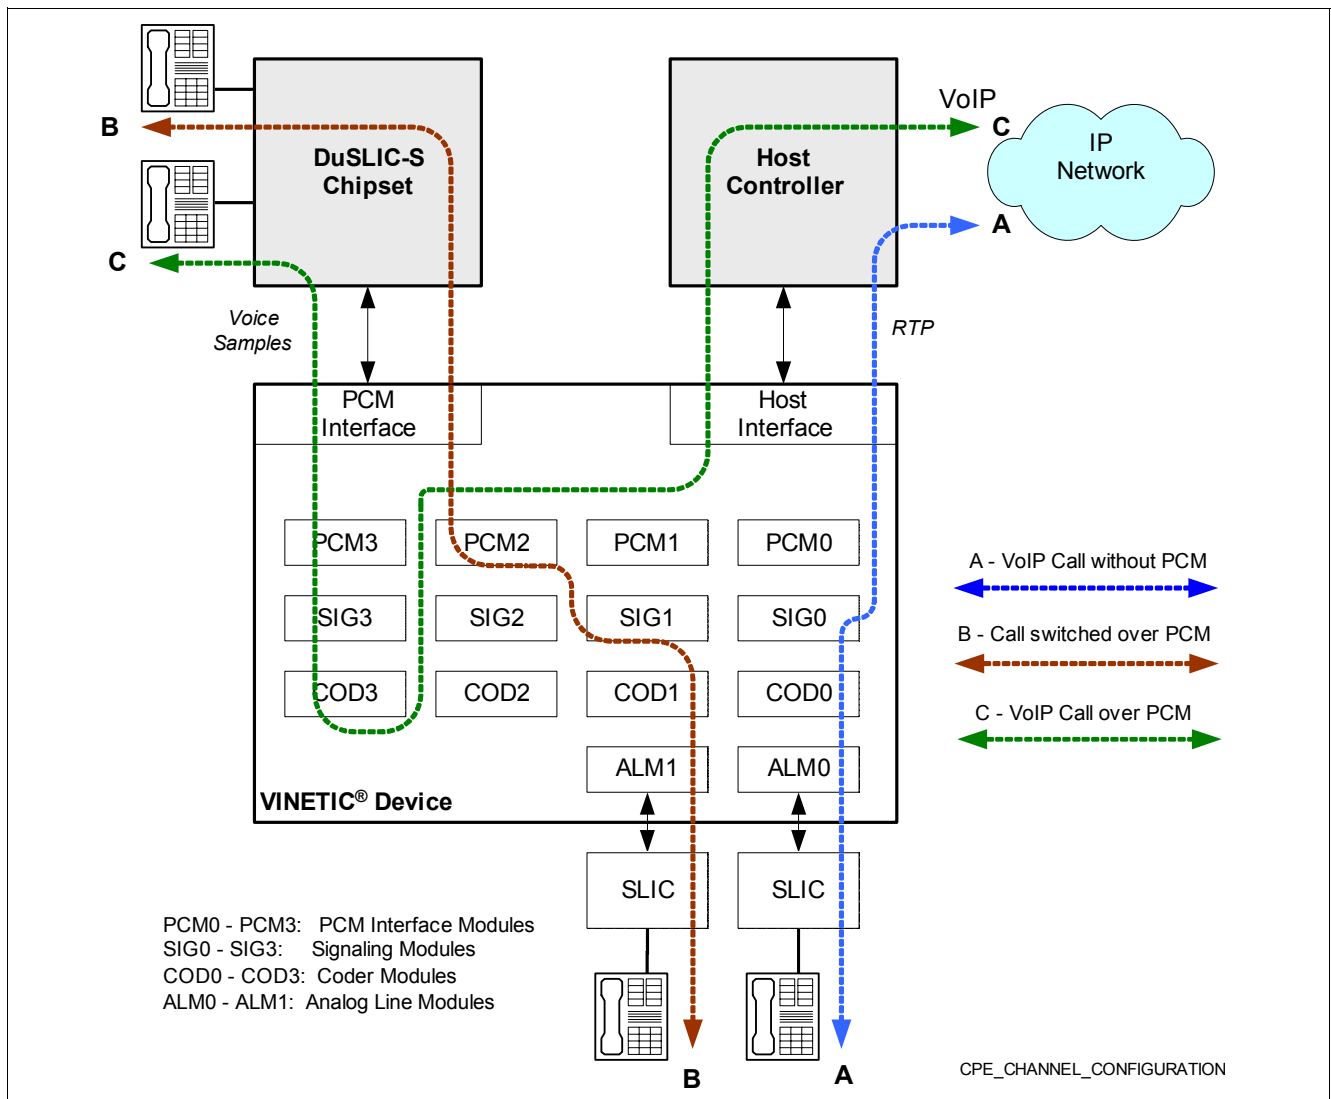 VoIP
B
C
DuSLIC-S
Chipset
Host
Controller
IP
Network
A
C
Voice
Samples
RTP
PCM
Interface
Host
Interface
PCM3
PCM2
PCM1
PCM0
A - VoIP Call without PCM
SIG3
SIG2
SIG1
SIG0
B - Call switched over PCM
COD3
COD2
COD1
COD0
C - VoIP Call over PCM
ALM1
ALM0
VINETIC® Device
SLIC
SLIC
PCM0 - PCM3: PCM Interface Modules
SIG0 - SIG3: Signaling Modules
COD0 - COD3: Coder Modules
ALM0 - ALM1: Analog Line Modules
B
A
CPE_CHANNEL_CONFIGURATION